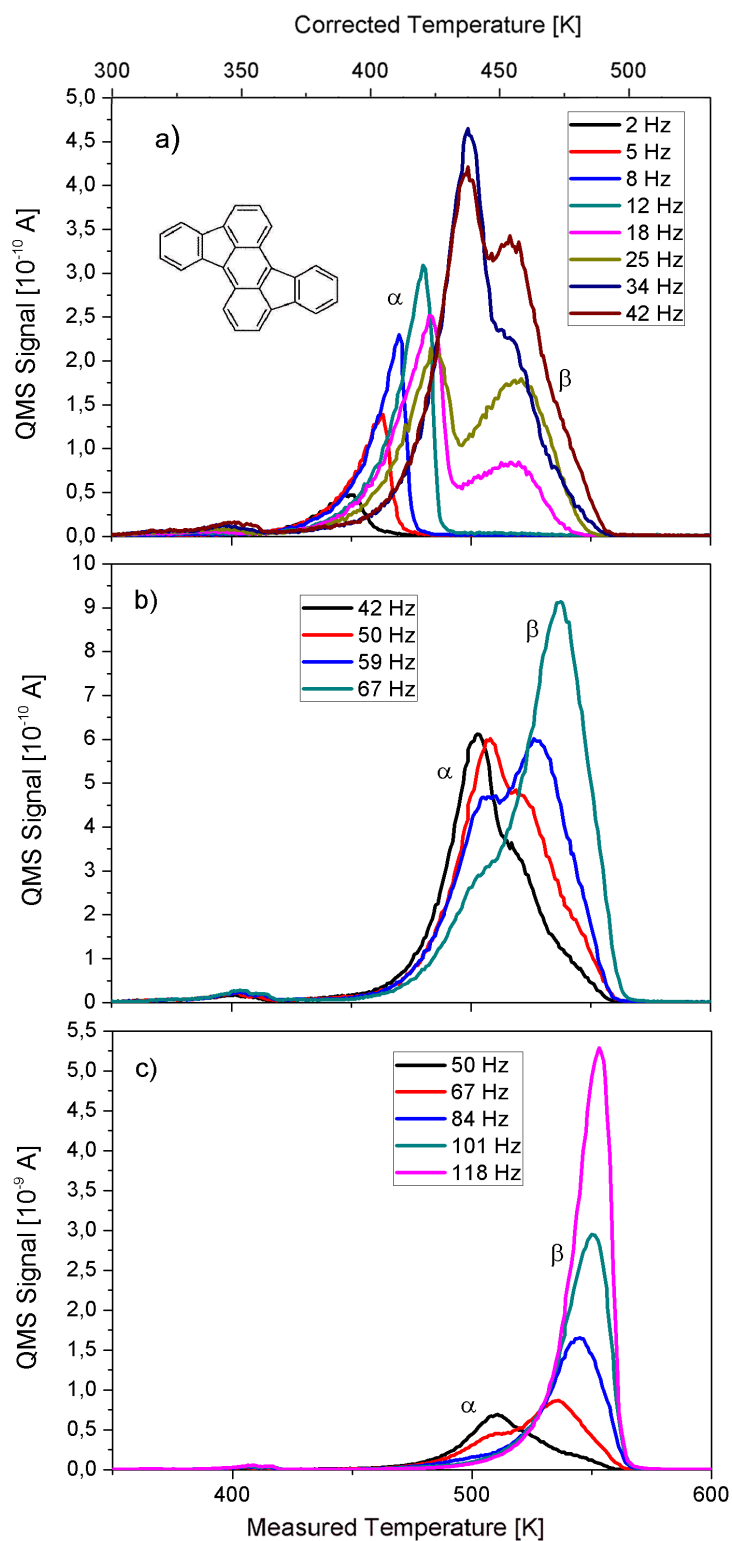 Corrected Temperature [K]
300 350 400 450 500
5,0
4,5
4,0
3,5
3,0
2,5
2,0
1,5
1,0
0,5
0,0
QMS Signal [10⁻¹⁰ A]
a)
2 Hz
5 Hz
8 Hz
12 Hz
18 Hz
25 Hz
34 Hz
42 Hz
α
β
10
9
8
7
6
5
4
3
2
1
0
QMS Signal [10⁻¹⁰ A]
b)
42 Hz
50 Hz
59 Hz
67 Hz
β
α
5,5
5,0
4,5
4,0
3,5
3,0
2,5
2,0
1,5
1,0
0,5
0,0
QMS Signal [10⁻⁹ A]
c)
50 Hz
67 Hz
84 Hz
101 Hz
118 Hz
β
α
400 500 600
Measured Temperature [K]